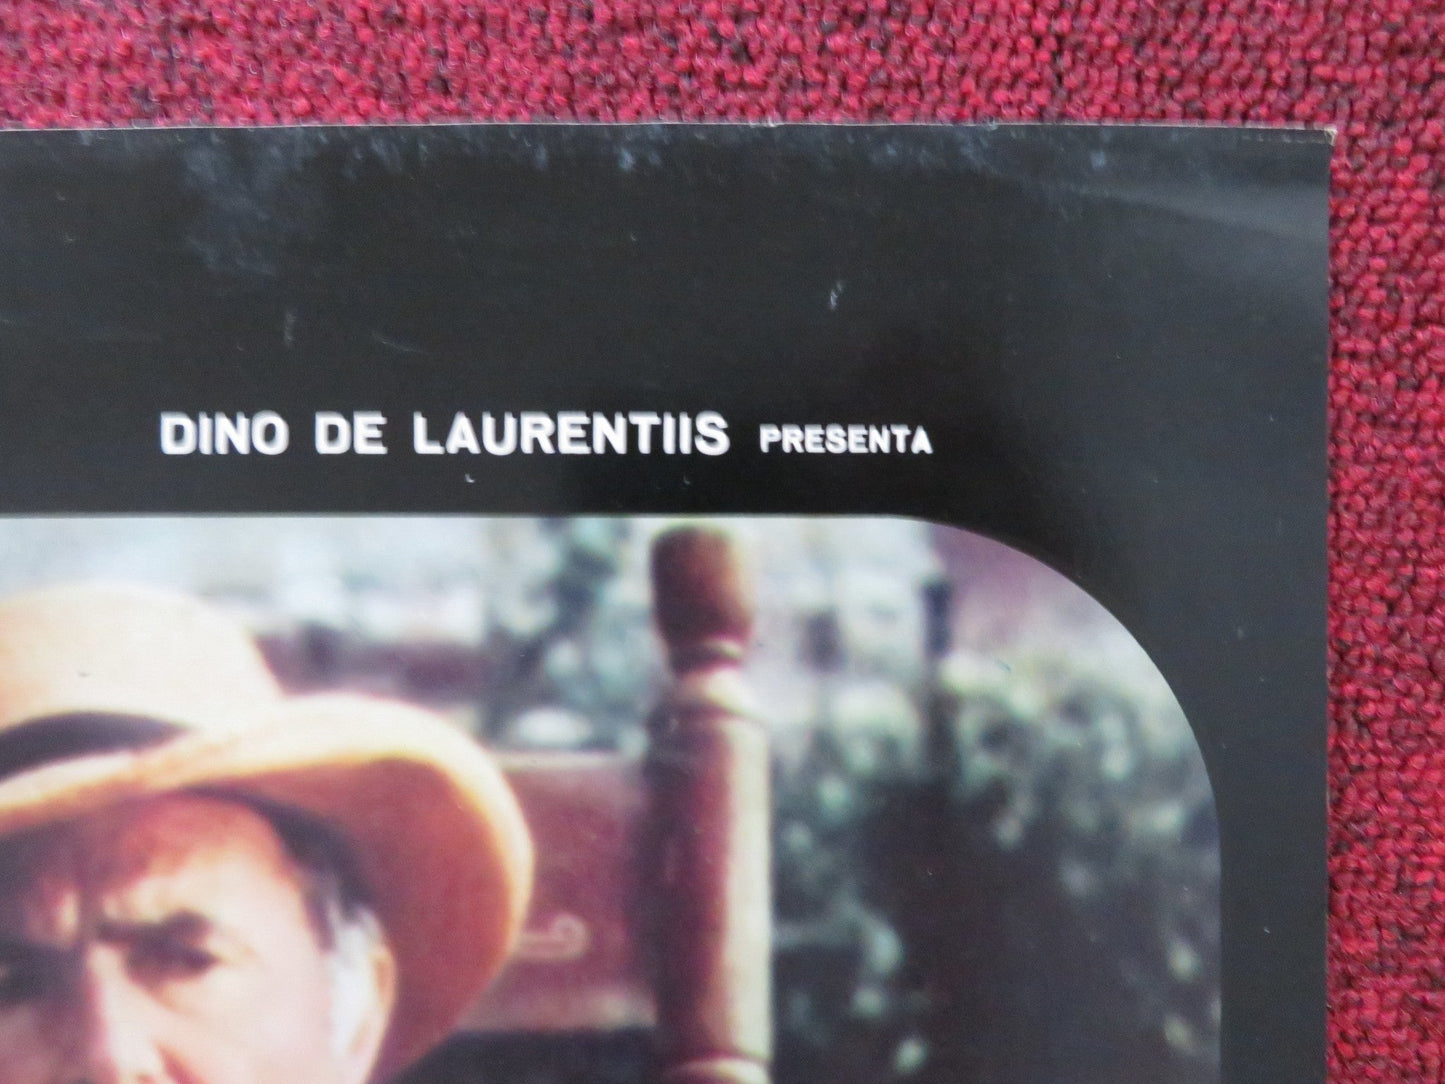 DINO DE LAURENTIIS PRESENTA